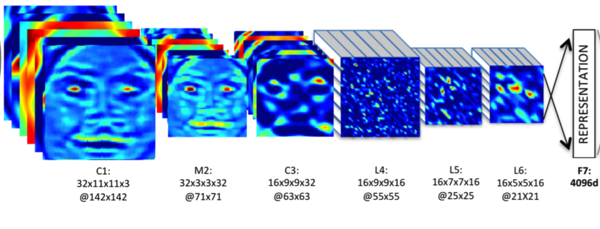 REPRESENTATION
C1: M2: C3: L4: L5: L6: F7:
32x11x11x3 32x3x3x32 16x9x9x32 16x9x9x16 16x7x7x16 16x5x5x16 4096d
@142x142 @71x71 @63x63 @55x55 @25x25 @21X21